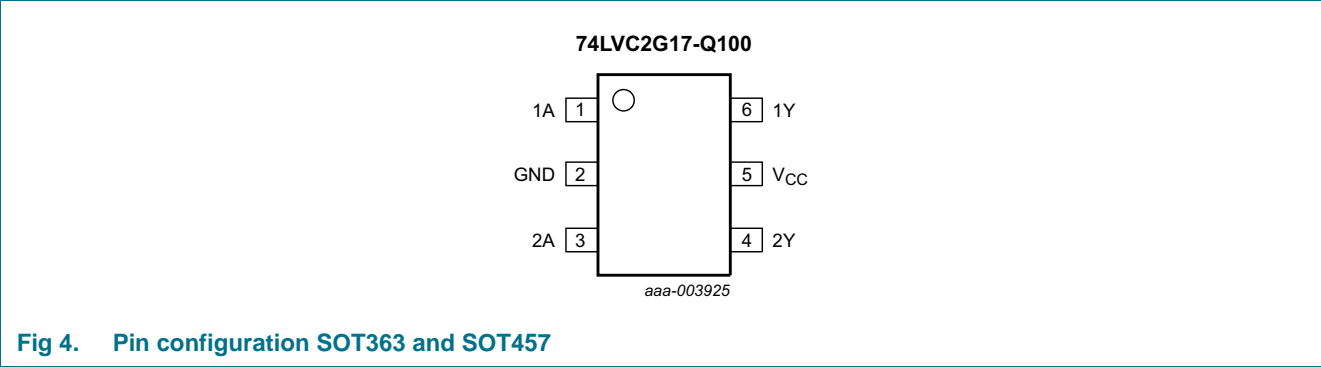 74LVC2G17-Q100
1A 1 6 1Y
GND 2 5 VCC
2A 3 4 2Y
aaa-003925
Fig 4. Pin configuration SOT363 and SOT457